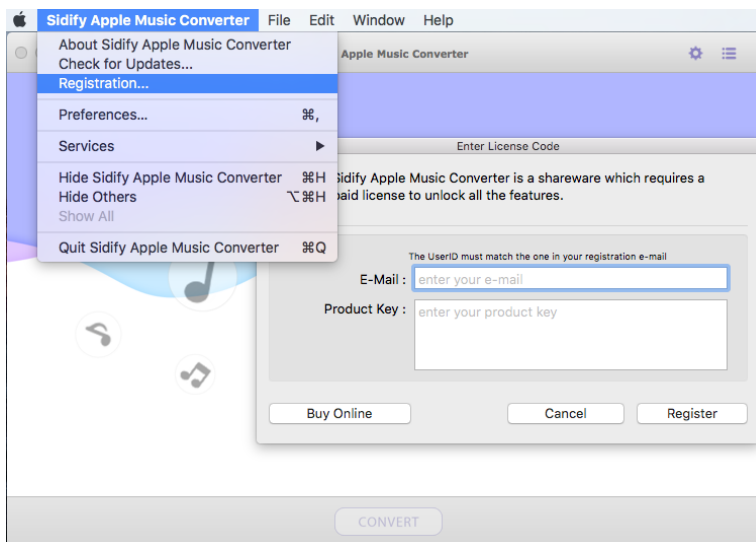 Sidify Apple Music Converter File Edit Window Help
About Sidify Apple Music Converter
Apple Music Converter
Check for Updates...
Registration...
Preferences... ⌘,
Services ▶
Enter License Code
Hide Sidify Apple Music Converter ⌘H
Hide Others ⌥⌘H
Show All
Quit Sidify Apple Music Converter ⌘Q
Sidify Apple Music Converter is a shareware which requires a
paid license to unlock all the features.
The UserID must match the one in your registration e-mail
E-Mail : enter your e-mail
Product Key : enter your product key
Buy Online Cancel Register
CONVERT